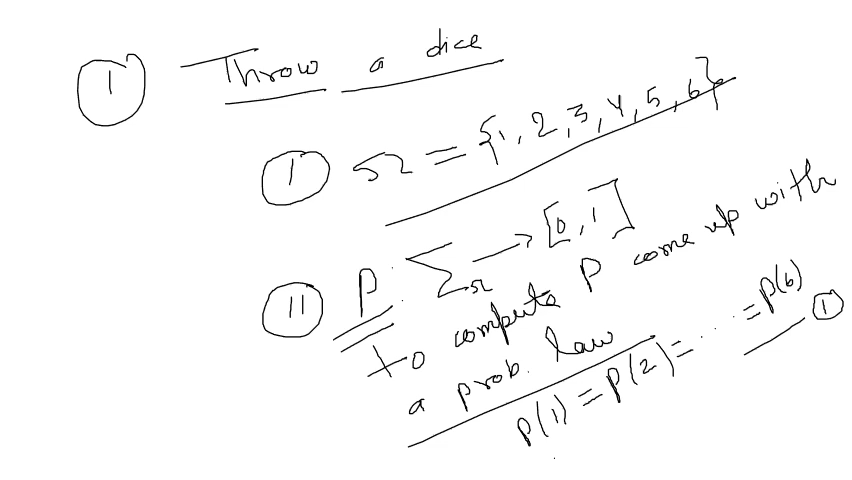 ① Throw a dice
① Ω = {1, 2, 3, 4, 5, 6}
⑪ P: Σ_Ω → [0, 1]
to compute P come up with
a prob. law
P(1) = P(2) = .... = P(6) ①